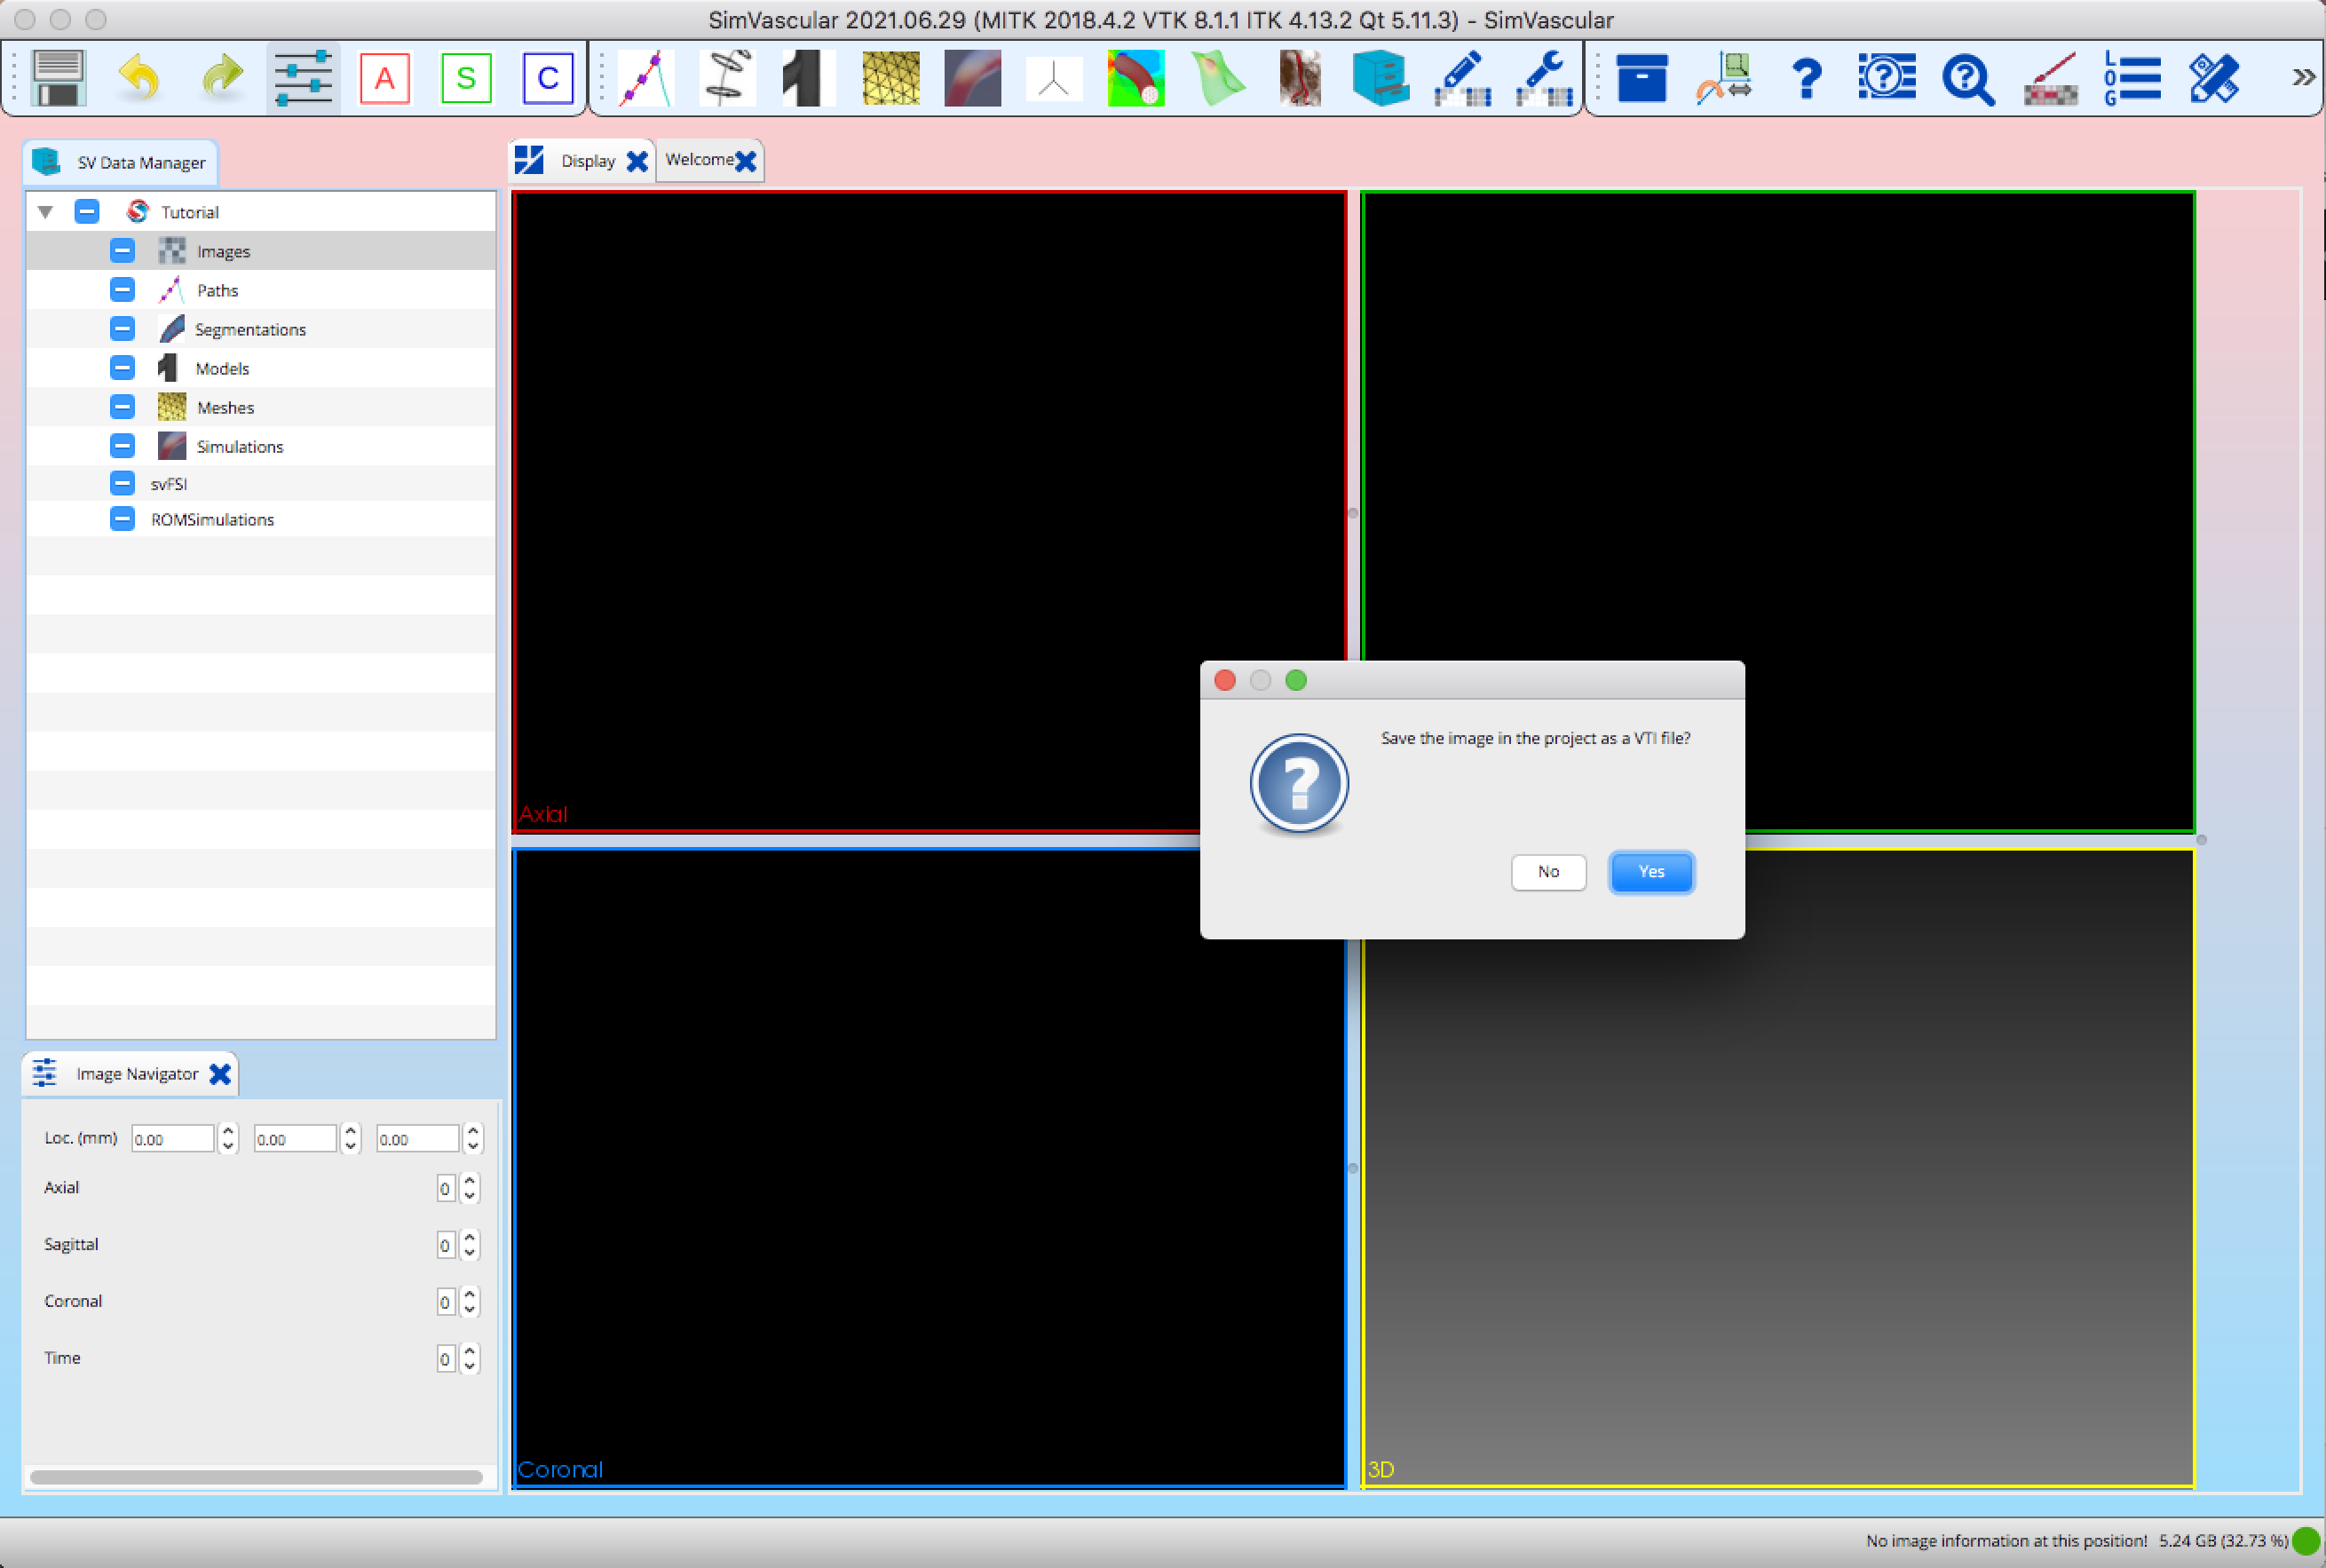 SimVascular 2021.06.29 (MITK 2018.4.2 VTK 8.1.1 ITK 4.13.2 Qt 5.11.3) - SimVascular
A S C ? ? ? LOG »
SV Data Manager
Display Welcome
Tutorial
Images
Paths
Segmentations
Models
Meshes
Simulations
svFSI
ROMSimulations
Axial
Save the image in the project as a VTI file?
?
No Yes
Image Navigator
Loc. (mm) 0.00 0.00 0.00
Axial 0
Sagittal 0
Coronal 0
Time 0
Coronal
3D
No image information at this position! 5.24 GB (32.73 %)